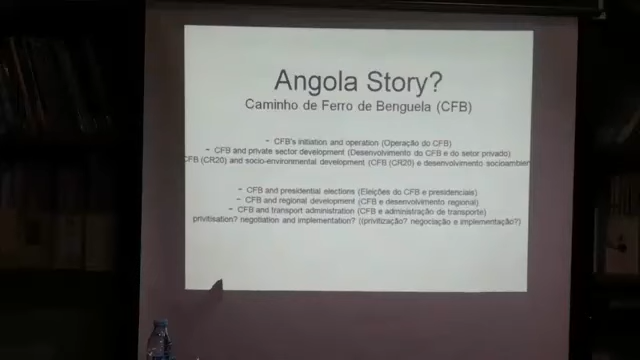 Angola Story?
Caminho de Ferro de Benguela (CFB)
- CFB's initiation and operation (Operação do CFB)
- CFB and private sector development (Desenvolvimento do CFB e do setor privado)
CFB (CR20) and socio-environmental development (CFB (CR20) e desenvolvimento socioambien
- CFB and presidential elections (Eleições do CFB e presidenciais)
- CFB and regional development (CFB e desenvolvimento regional)
- CFB and transport administration (CFB e administração de transporte)
privitisation? negotiation and implementation? ((privitização? negociação e implementação?)